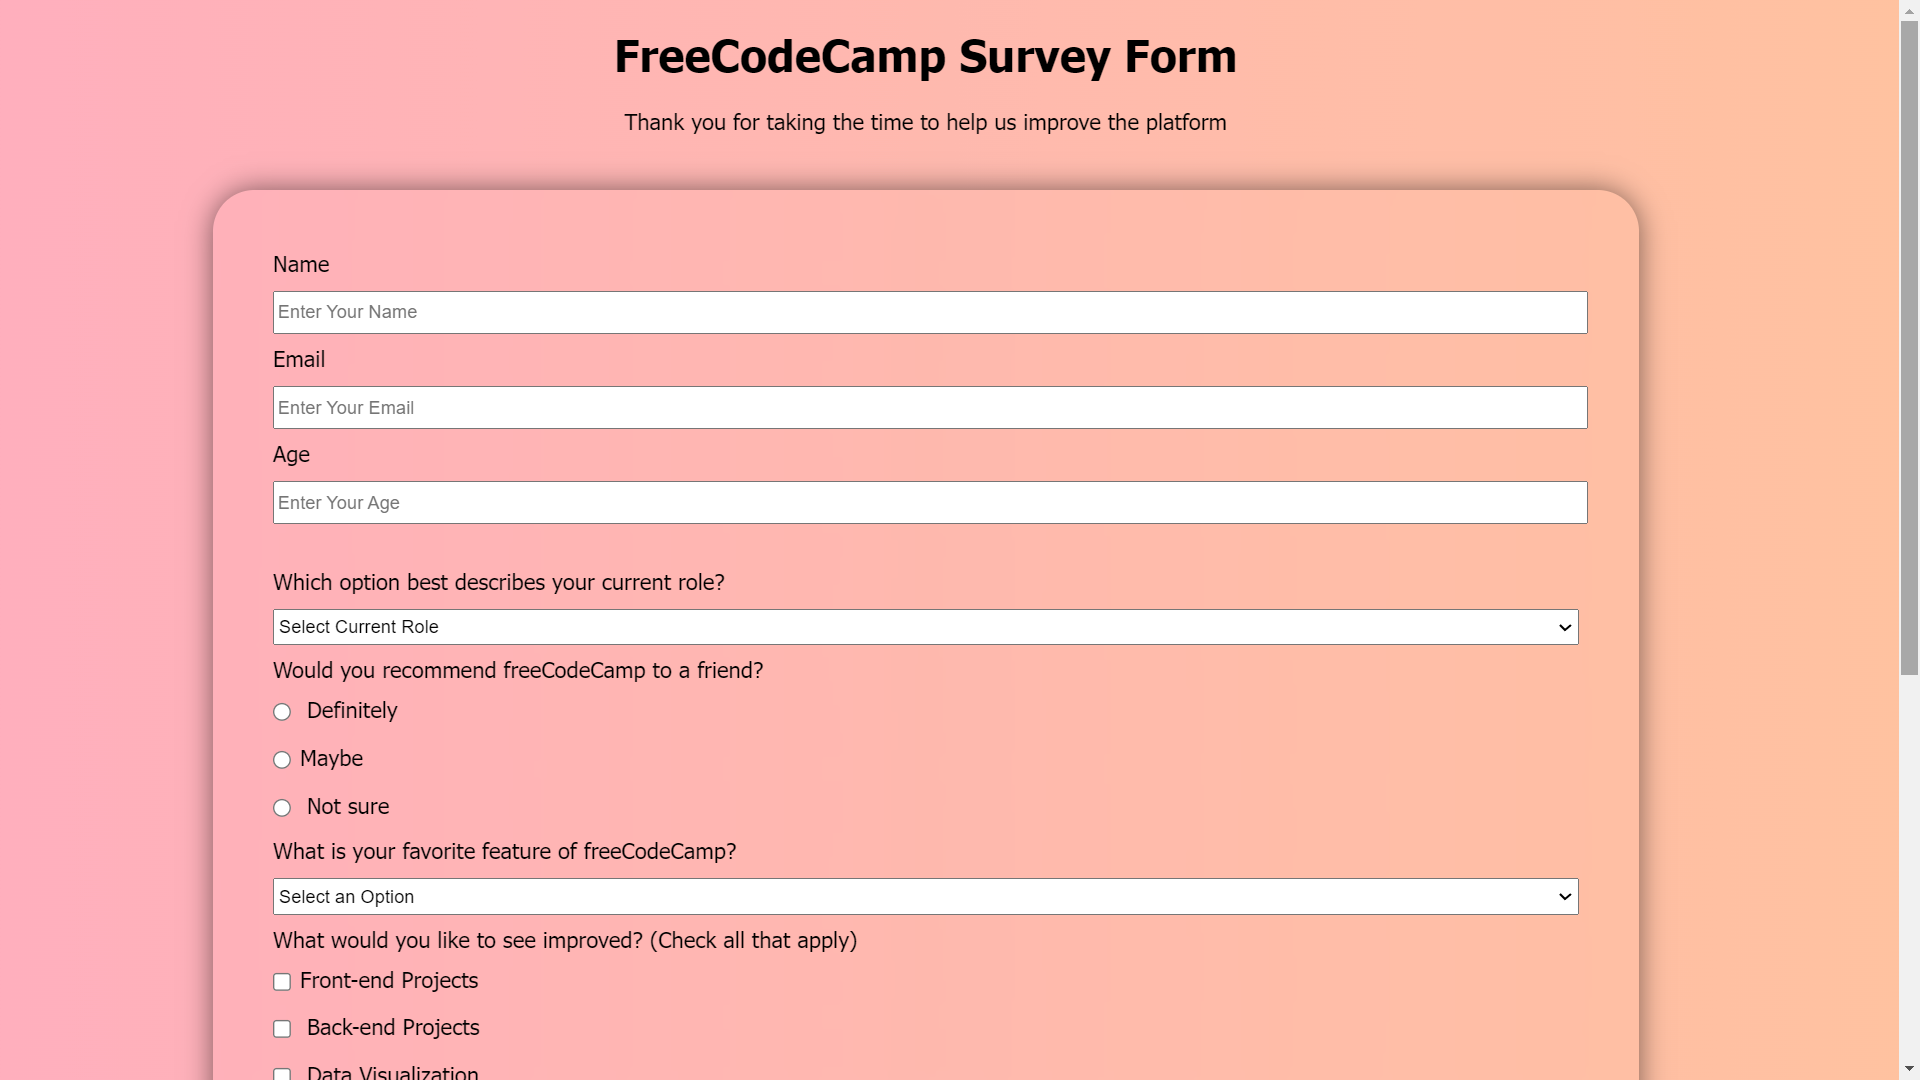 FreeCodeCamp Survey Form
Thank you for taking the time to help us improve the platform
Name
Enter Your Name
Email
Enter Your Email
Age
Enter Your Age
Which option best describes your current role?
Select Current Role
Would you recommend freeCodeCamp to a friend?
Definitely
Maybe
Not sure
What is your favorite feature of freeCodeCamp?
Select an Option
What would you like to see improved? (Check all that apply)
Front-end Projects
Back-end Projects
Data Visualization